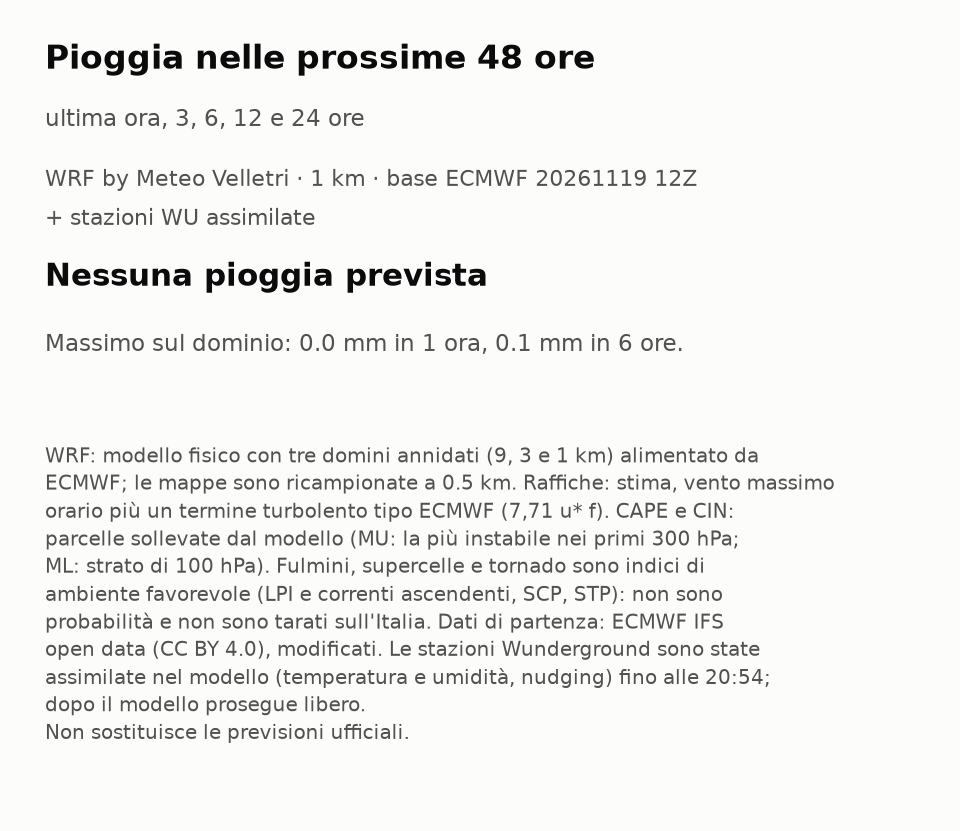 Pioggia nelle prossime 48 ore
ultima ora, 3, 6, 12 e 24 ore
WRF by Meteo Velletri · 1 km · base ECMWF 20261119 12Z
+ stazioni WU assimilate
Nessuna pioggia prevista
Massimo sul dominio: 0.0 mm in 1 ora, 0.1 mm in 6 ore.
WRF: modello fisico con tre domini annidati (9, 3 e 1 km) alimentato da
ECMWF; le mappe sono ricampionate a 0.5 km. Raffiche: stima, vento massimo
orario più un termine turbolento tipo ECMWF (7,71 u* f). CAPE e CIN:
parcelle sollevate dal modello (MU: la più instabile nei primi 300 hPa;
ML: strato di 100 hPa). Fulmini, supercelle e tornado sono indici di
ambiente favorevole (LPI e correnti ascendenti, SCP, STP): non sono
probabilità e non sono tarati sull'Italia. Dati di partenza: ECMWF IFS
open data (CC BY 4.0), modificati. Le stazioni Wunderground sono state
assimilate nel modello (temperatura e umidità, nudging) fino alle 20:54;
dopo il modello prosegue libero.
Non sostituisce le previsioni ufficiali.